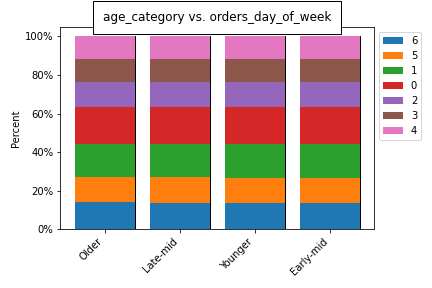 age_category vs. orders_day_of_week
100%
80%
60%
40%
20%
0%
Percent
Older
Late-mid
Younger
Early-mid
6
5
1
0
2
3
4